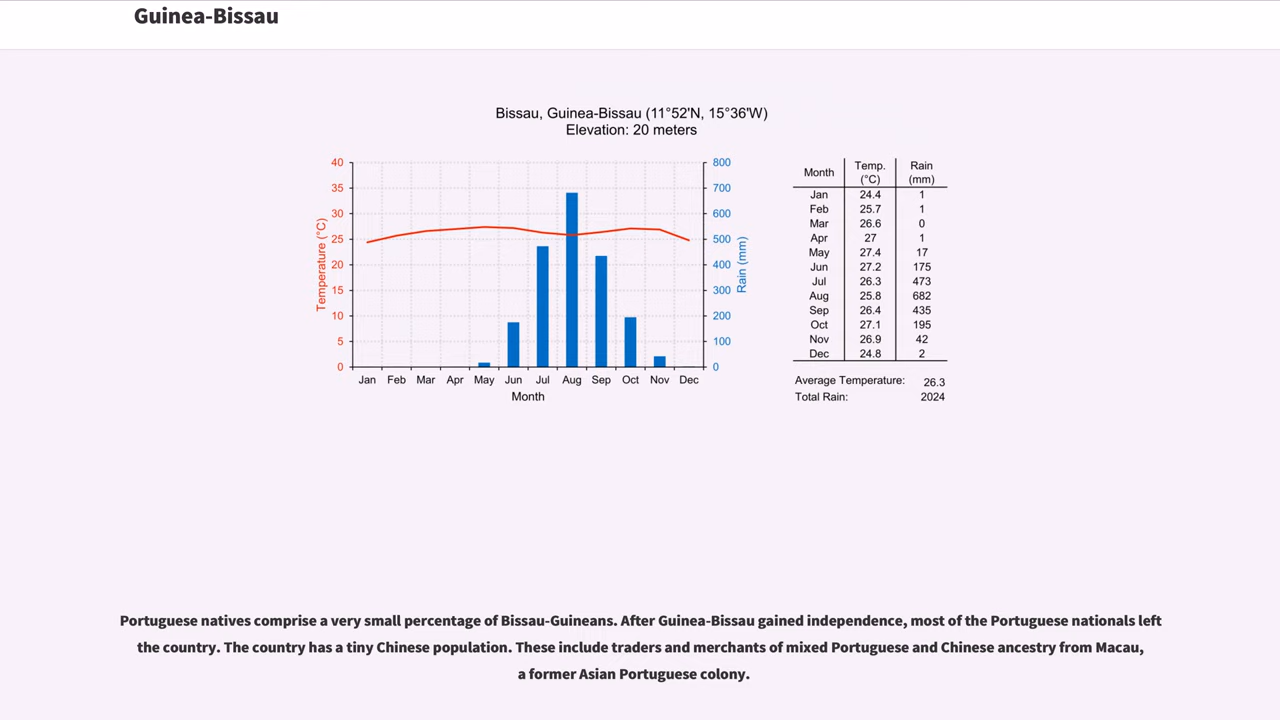 Guinea-Bissau
Bissau, Guinea-Bissau (11°52'N, 15°36'W)
Elevation: 20 meters
Temperature (°C)
40
35
30
25
20
15
10
5
0
800
700
600
500
400
300
200
100
0
Rain (mm)
Jan Feb Mar Apr May Jun Jul Aug Sep Oct Nov Dec
Month
Month Temp. (°C) Rain (mm)
Jan 24.4 1
Feb 25.7 1
Mar 26.6 0
Apr 27 1
May 27.4 17
Jun 27.2 175
Jul 26.3 473
Aug 25.8 682
Sep 26.4 435
Oct 27.1 195
Nov 26.9 42
Dec 24.8 2
Average Temperature: 26.3
Total Rain: 2024
Portuguese natives comprise a very small percentage of Bissau-Guineans. After Guinea-Bissau gained independence, most of the Portuguese nationals left
the country. The country has a tiny Chinese population. These include traders and merchants of mixed Portuguese and Chinese ancestry from Macau,
a former Asian Portuguese colony.